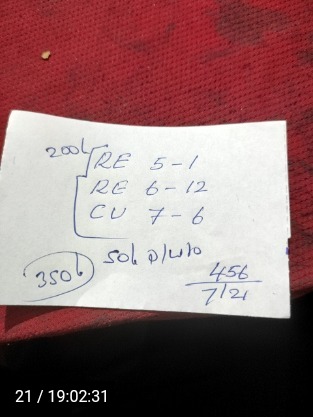 200L
RE 5-1
RE 6-12
CU 7-6
50L
350L
456
7/21
21 / 19:02:31